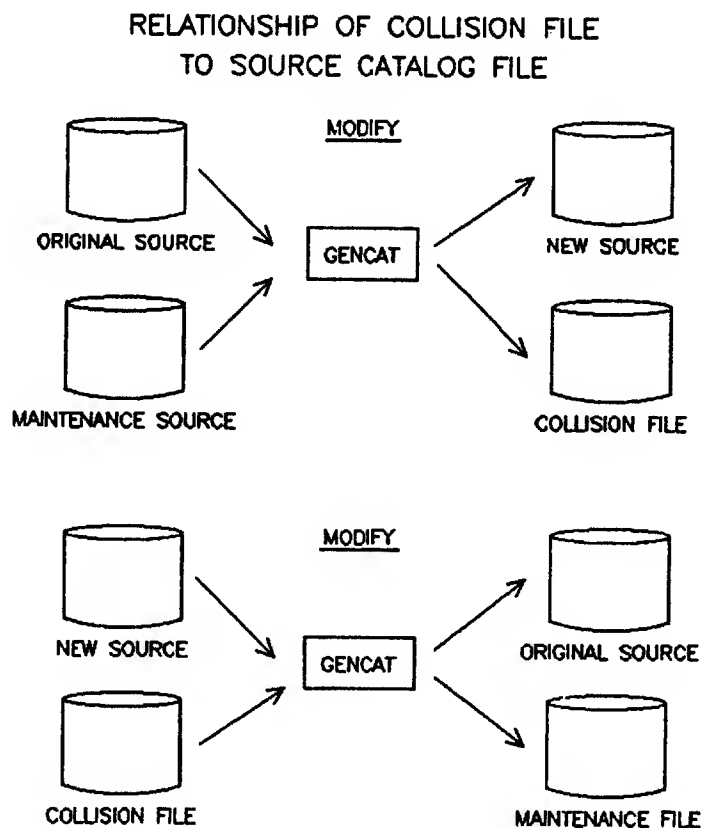 RELATIONSHIP OF COLLISION FILE
TO SOURCE CATALOG FILE
MODIFY
ORIGINAL SOURCE
GENCAT
NEW SOURCE
MAINTENANCE SOURCE
COLLISION FILE
MODIFY
NEW SOURCE
GENCAT
ORIGINAL SOURCE
COLLISION FILE
MAINTENANCE FILE